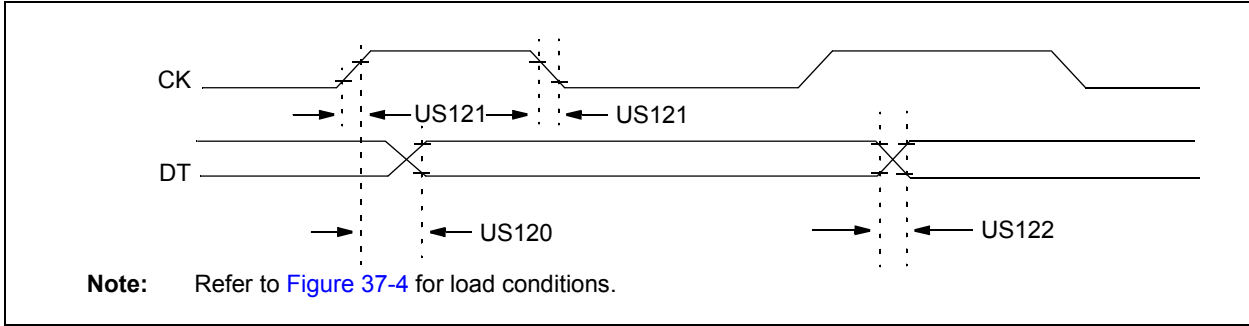 CK
US121
US121
DT
US120
US122
Note: Refer to Figure 37-4 for load conditions.